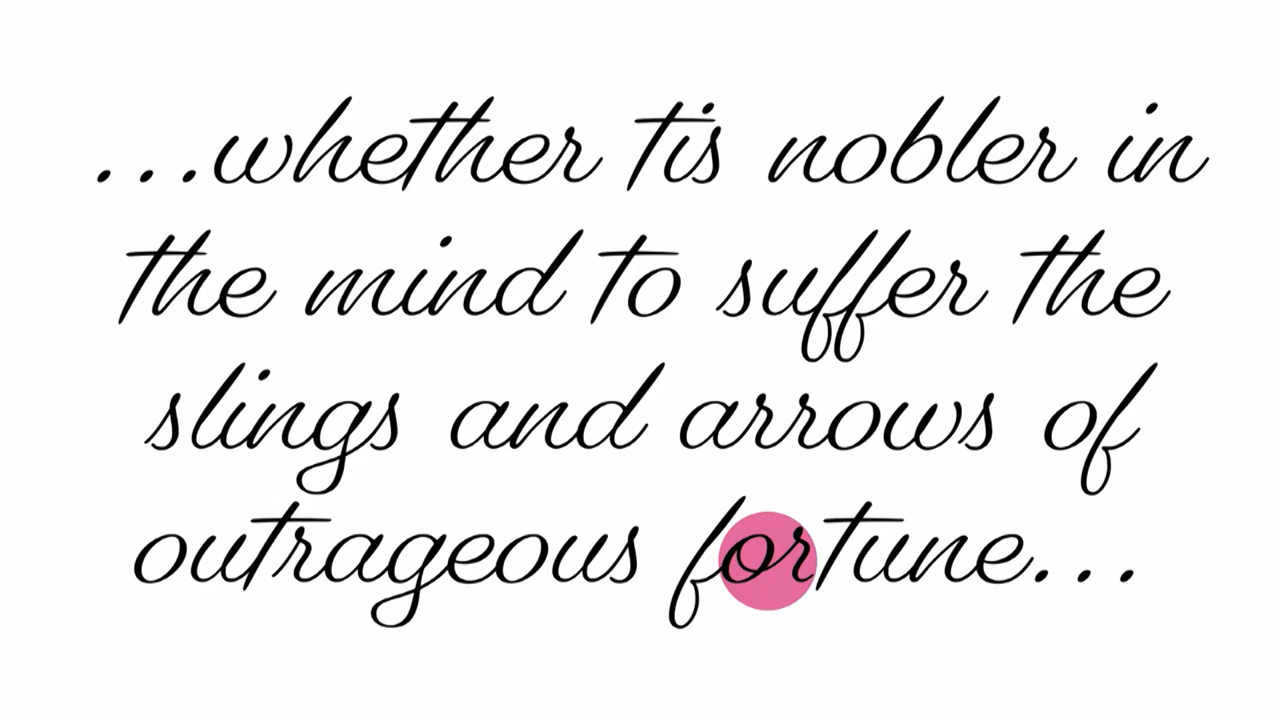 ...whether tis nobler in
the mind to suffer the
slings and arrows of
outrageous fortune...